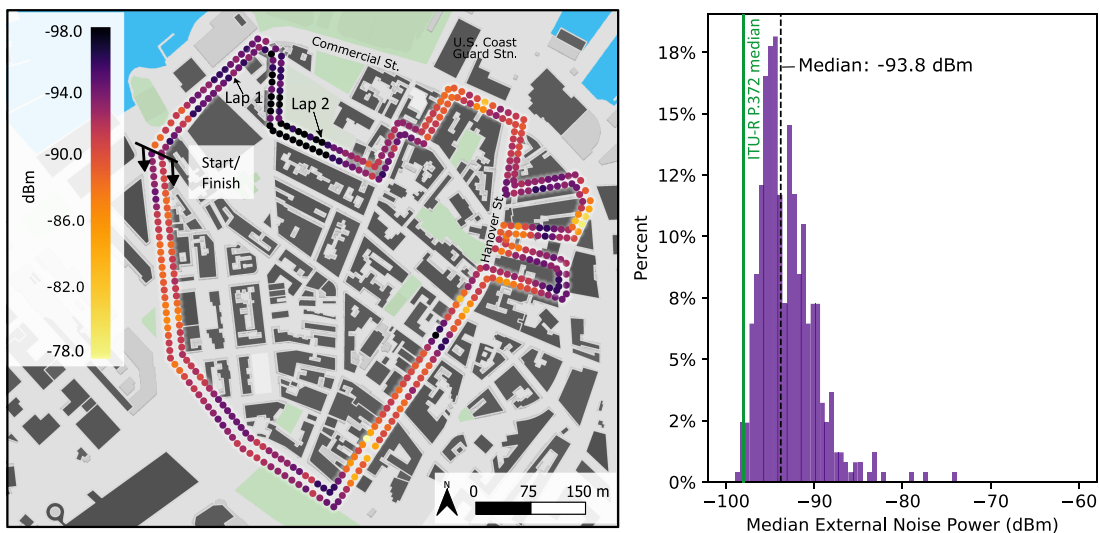 -98.0
-94.0
-90.0
-86.0
-82.0
-78.0
dBm
Commercial St.
U.S. Coast
Guard Stn.
Lap 1
Lap 2
Start/
Finish
Hanover St.
N
0 75 150 m
18%
15%
12%
10%
8%
5%
2%
0%
Percent
ITU-R P.372 median
Median: -93.8 dBm
−100 −90 −80 −70 −60
Median External Noise Power (dBm)